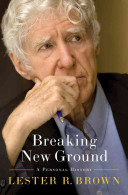 Breaking
New Ground
A PERSONAL HISTORY
LESTER R. BROWN